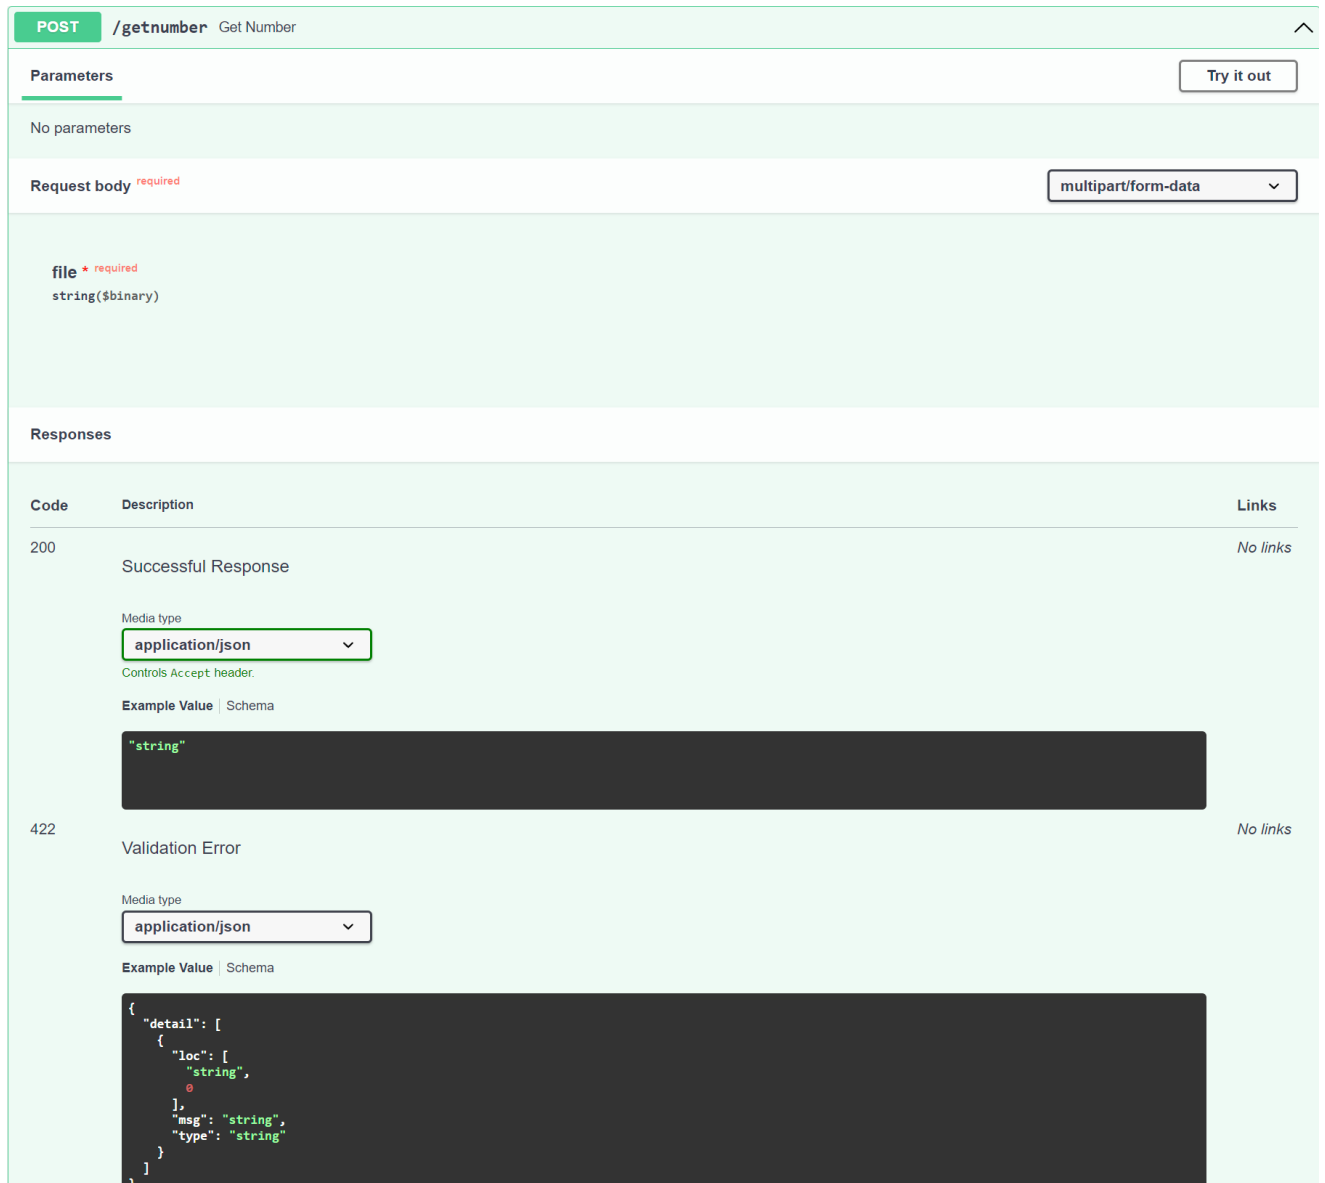 POST /getnumber Get Number
Parameters
Try it out
No parameters
Request body required
multipart/form-data
file * required
string($binary)
Responses
Code Description Links
200 No links
Successful Response
Media type
application/json
Controls Accept header.
Example Value Schema
"string"
422 No links
Validation Error
Media type
application/json
Example Value Schema
{
"detail": [
{
"loc": [
"string",
0
],
"msg": "string",
"type": "string"
}
]
}